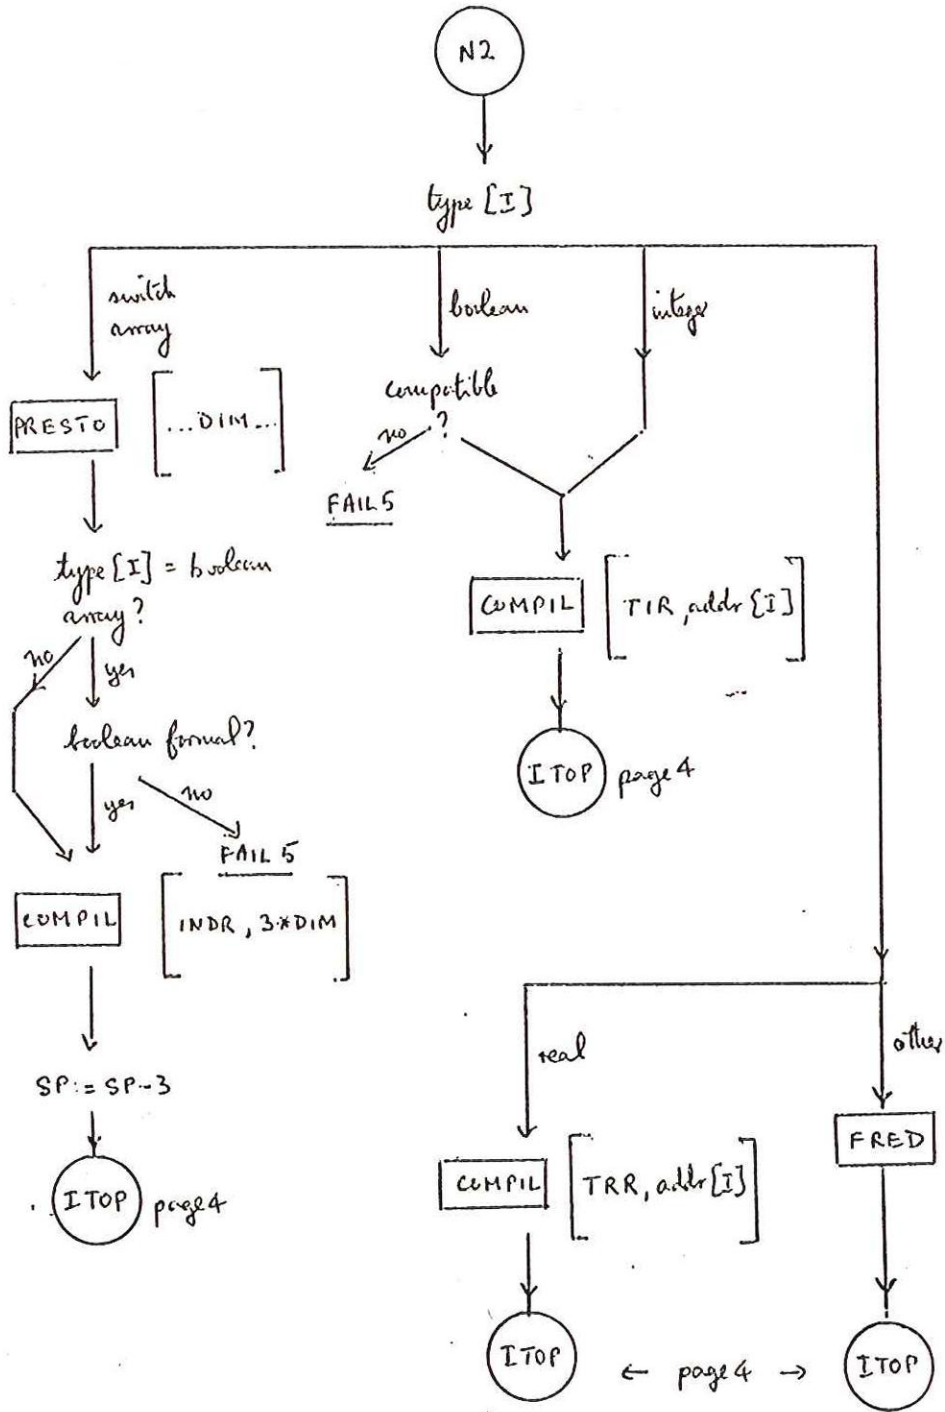 N2
type [I]
switch
array
boolean
integer
PRESTO
[...DIM...]
compatible
?
no
FAIL 5
type [I] = boolean
array?
no
yes
COMPIL
[TIR, addr [I]]
boolean formal?
yes
no
FAIL 5
ITOP
page 4
COMPIL
[INDR, 3*DIM]
real
other
SP := SP-3
FRED
ITOP
page 4
COMPIL
[TRR, addr [I]]
ITOP
← page 4 →
ITOP